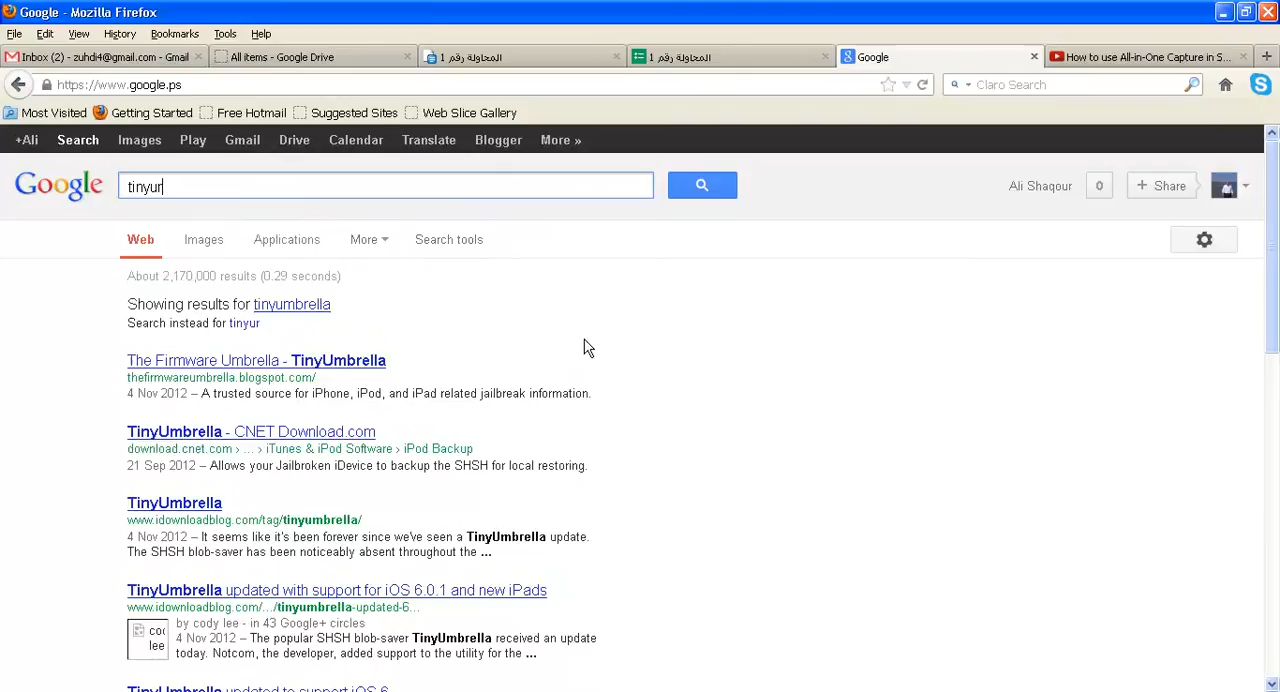 Google - Mozilla Firefox
File Edit View History Bookmarks Tools Help
Inbox (2) - zuhdi4@gmail.com - Gmail All items - Google Drive المحاولة رقم 1 المحاولة رقم 1 Google How to use All-in-One Capture in S...
https://www.google.ps Claro Search
Most Visited Getting Started Free Hotmail Suggested Sites Web Slice Gallery
+Ali Search Images Play Gmail Drive Calendar Translate Blogger More »
Google tinyur Ali Shaqour 0 + Share
Web Images Applications More Search tools
About 2,170,000 results (0.29 seconds)
Showing results for tinyumbrella
Search instead for tinyur
The Firmware Umbrella - TinyUmbrella
thefirmwareumbrella.blogspot.com/
4 Nov 2012 – A trusted source for iPhone, iPod, and iPad related jailbreak information.
TinyUmbrella - CNET Download.com
download.cnet.com › ... › iTunes & iPod Software › iPod Backup
21 Sep 2012 – Allows your Jailbroken iDevice to backup the SHSH for local restoring.
TinyUmbrella
www.idownloadblog.com/tag/tinyumbrella/
4 Nov 2012 – It seems like it's been forever since we've seen a TinyUmbrella update.
The SHSH blob-saver has been noticeably absent throughout the ...
TinyUmbrella updated with support for iOS 6.0.1 and new iPads
www.idownloadblog.com/.../tinyumbrella-updated-6...
by cody lee - in 43 Google+ circles
4 Nov 2012 – The popular SHSH blob-saver TinyUmbrella received an update
today. Notcom, the developer, added support to the utility for the ...
lee
TinyUmbrella updated to support iOS 6